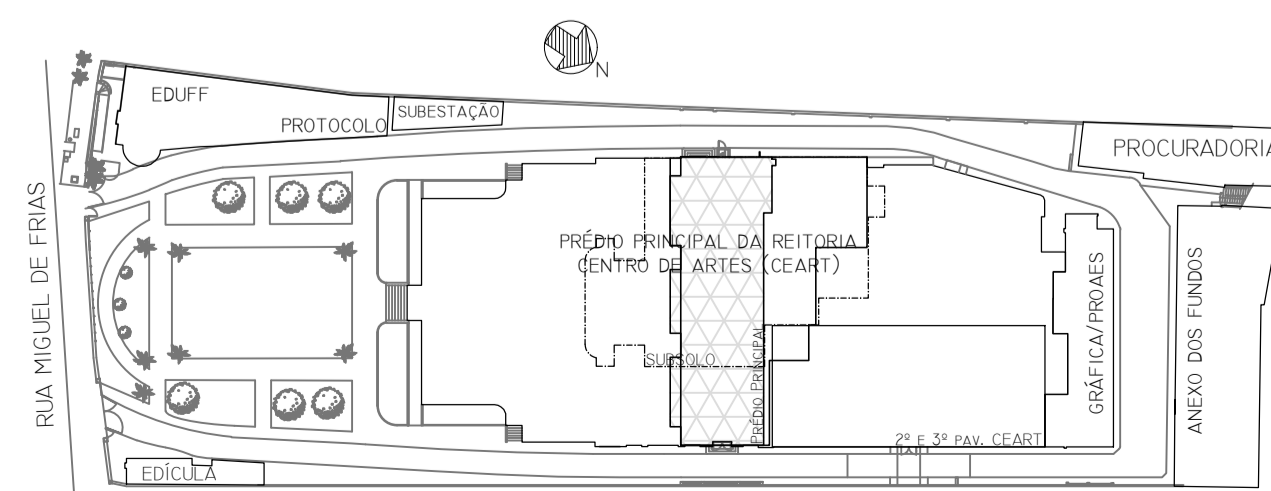 N
EDUFF
PROTOCOLO
SUBESTAÇÃO
PROCURADORIA
RUA MIGUEL DE FRIAS
PRÉDIO PRINCIPAL DA REITORIA
CENTRO DE ARTES (CEART)
SUBSOLO
PRÉDIO PRINCIPAL
GRÁFICA/PROAES
ANEXO DOS FUNDOS
2º E 3º PAV. CEART
EDÍCULA